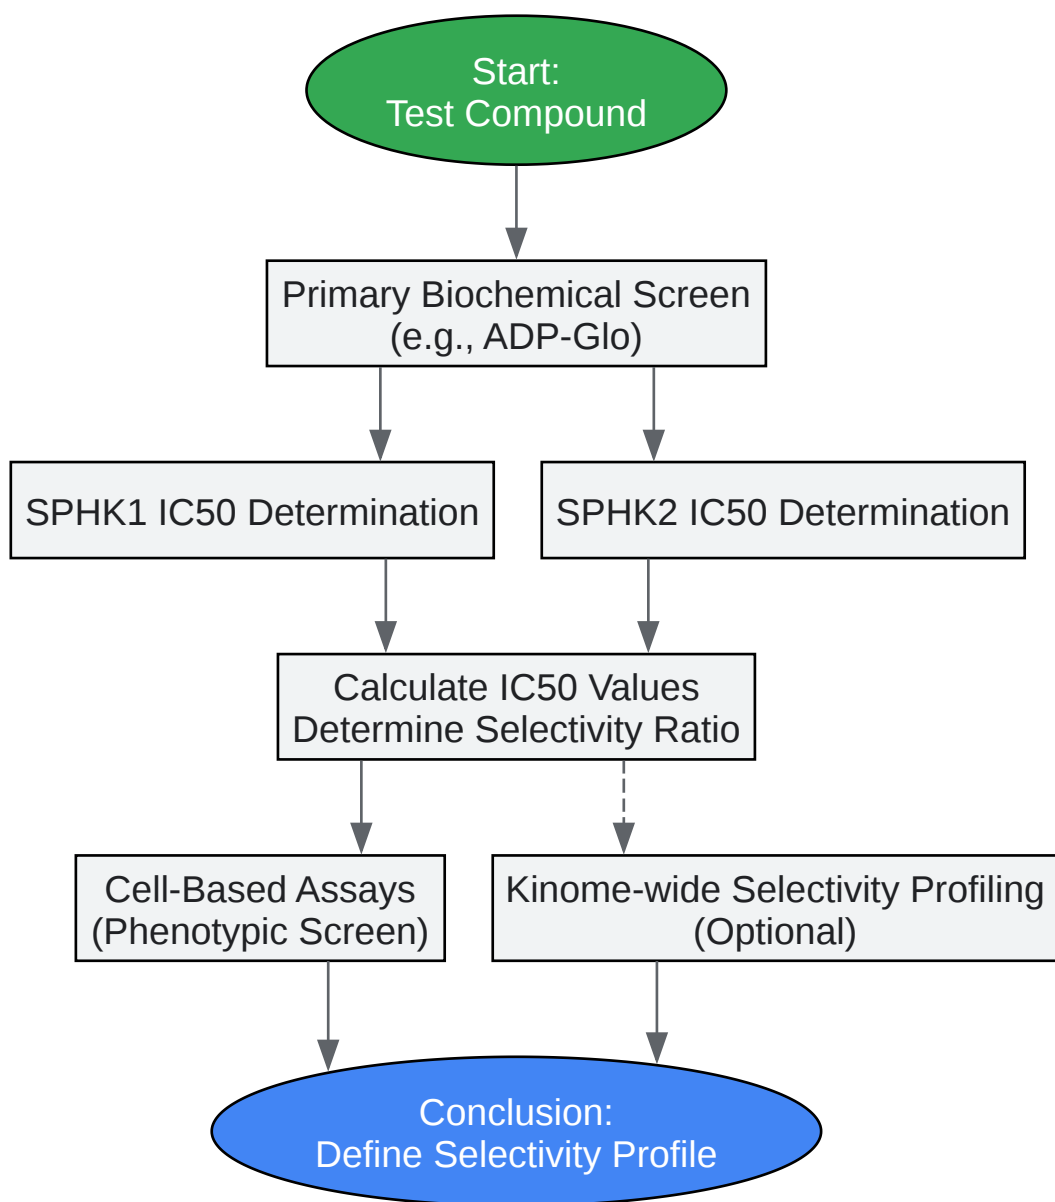 Start:
Test Compound
Primary Biochemical Screen
(e.g., ADP-Glo)
SPHK1 IC50 Determination
SPHK2 IC50 Determination
Calculate IC50 Values
Determine Selectivity Ratio
Cell-Based Assays
(Phenotypic Screen)
Kinome-wide Selectivity Profiling
(Optional)
Conclusion:
Define Selectivity Profile